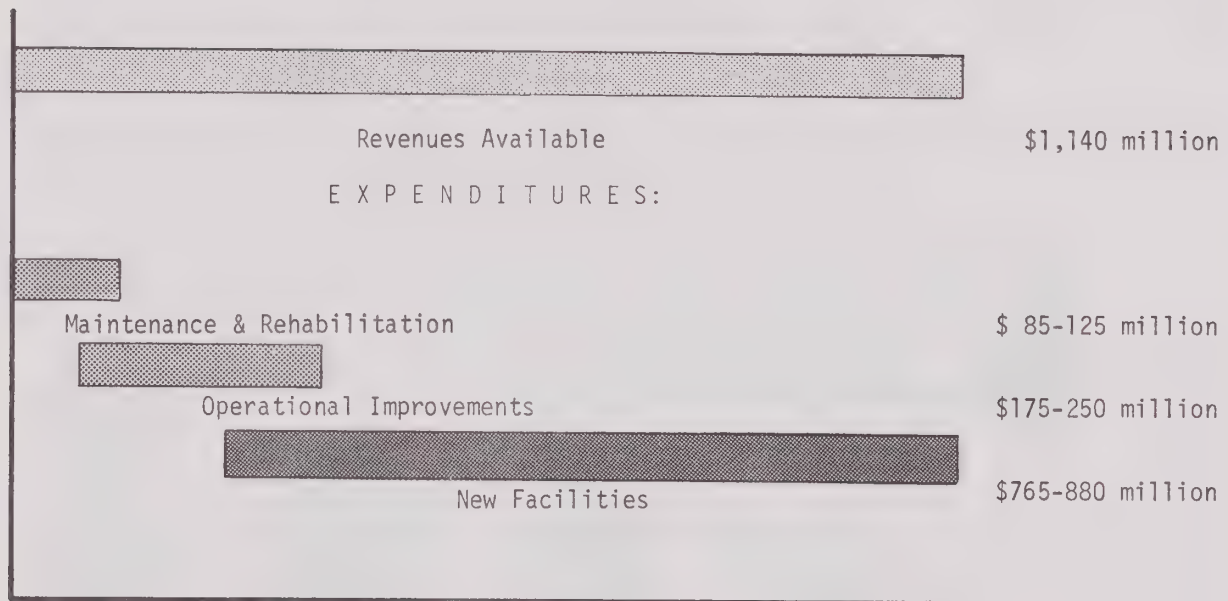 Revenues Available $1,140 million
E X P E N D I T U R E S:
Maintenance & Rehabilitation $ 85-125 million
Operational Improvements $175-250 million
New Facilities $765-880 million